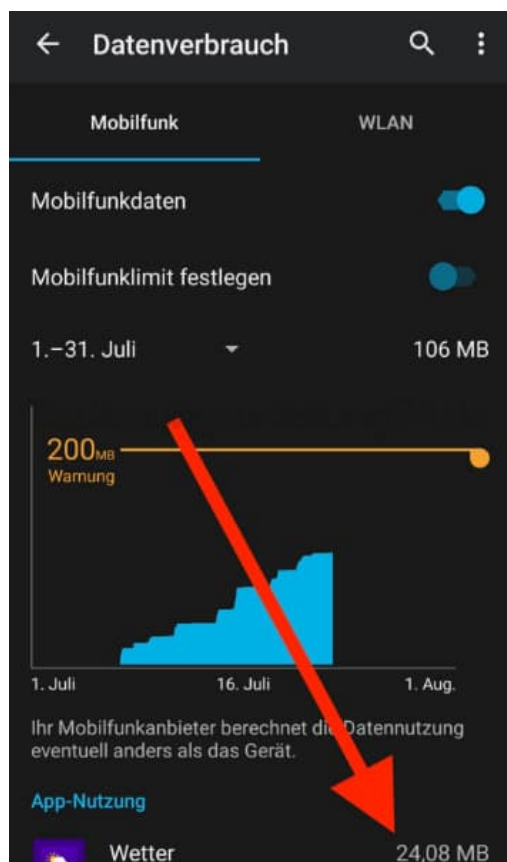 Datenverbrauch
Mobilfunk WLAN
Mobilfunkdaten
Mobilfunklimit festlegen
1.–31. Juli 106 MB
200MB
Warnung
1. Juli 16. Juli 1. Aug.
Ihr Mobilfunkanbieter berechnet die Datennutzung
eventuell anders als das Gerät.
App-Nutzung
Wetter 24,08 MB